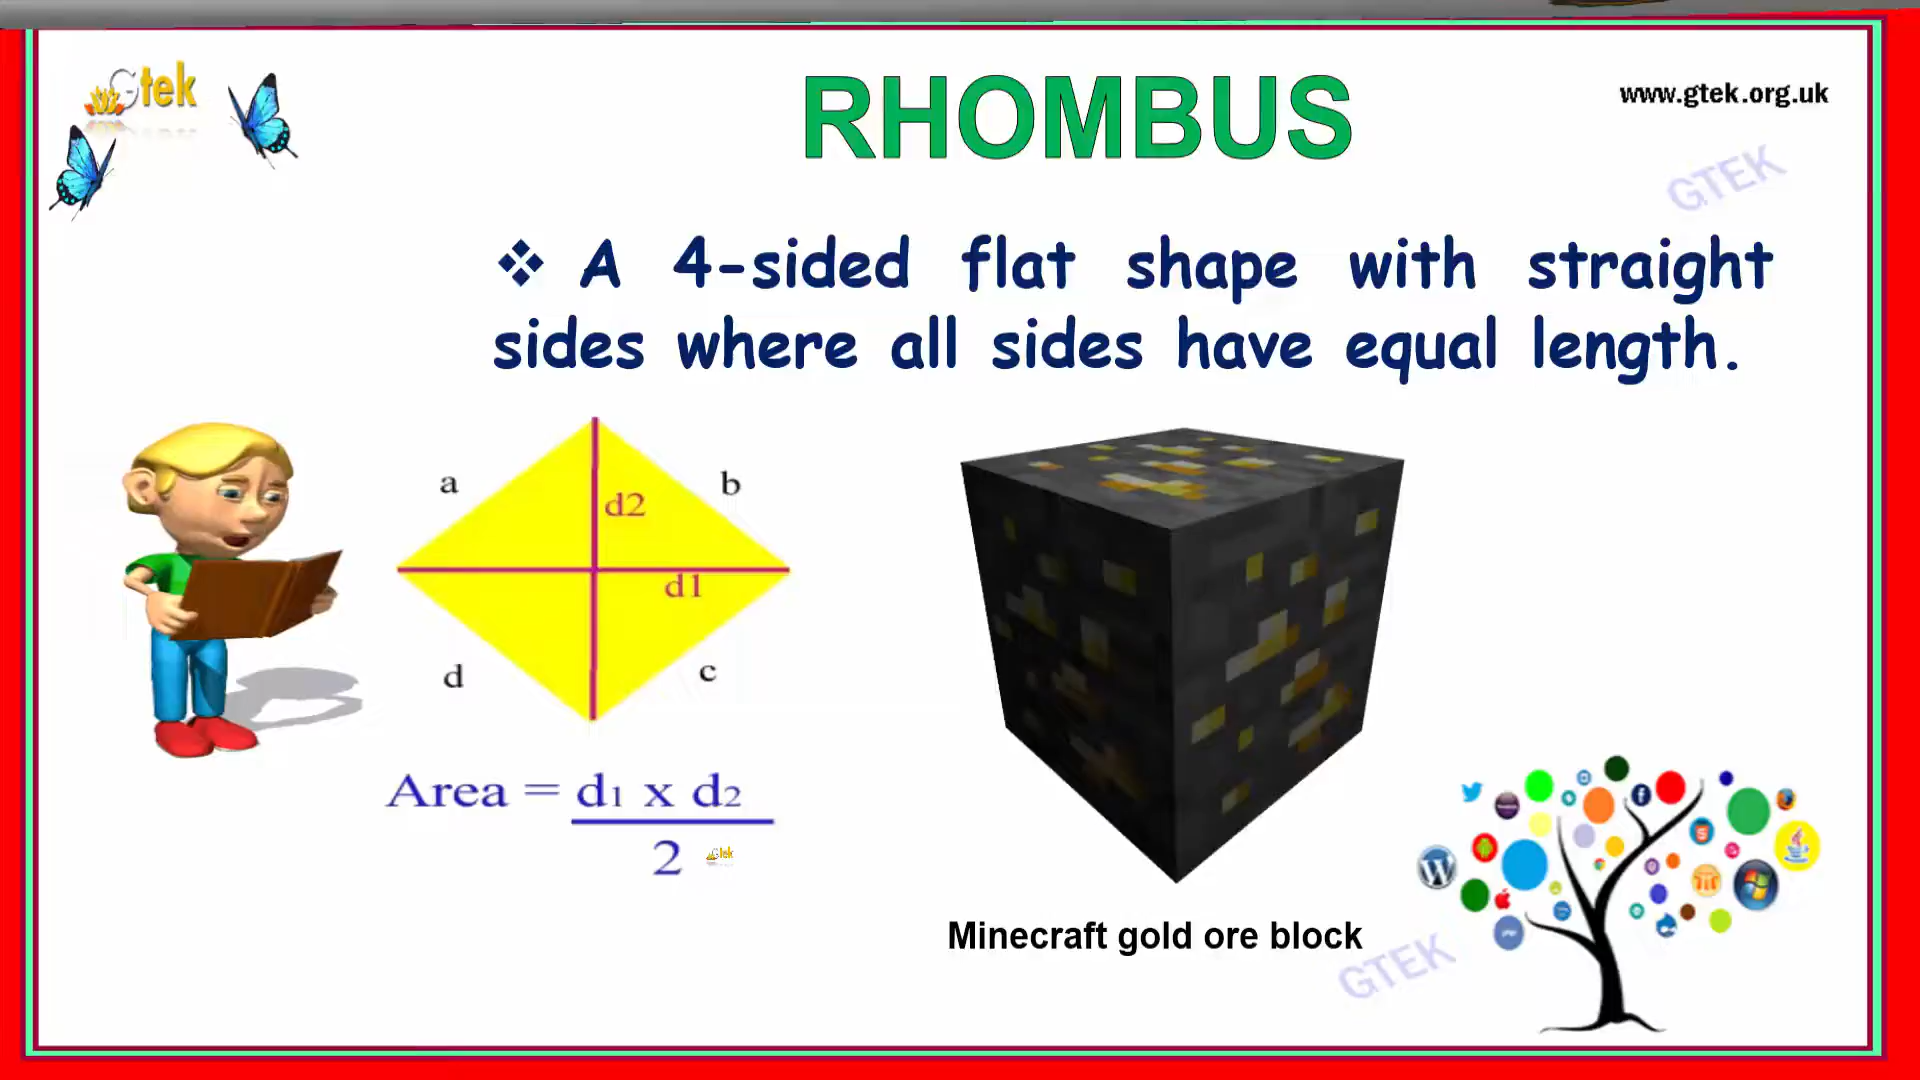 Gtek
RHOMBUS
www.gtek.org.uk
GTEK
❖ A 4-sided flat shape with straight
sides where all sides have equal length.
a
b
d2
d1
d
c
Area = d1 x d2
2
Gtek
Minecraft gold ore block
GTEK